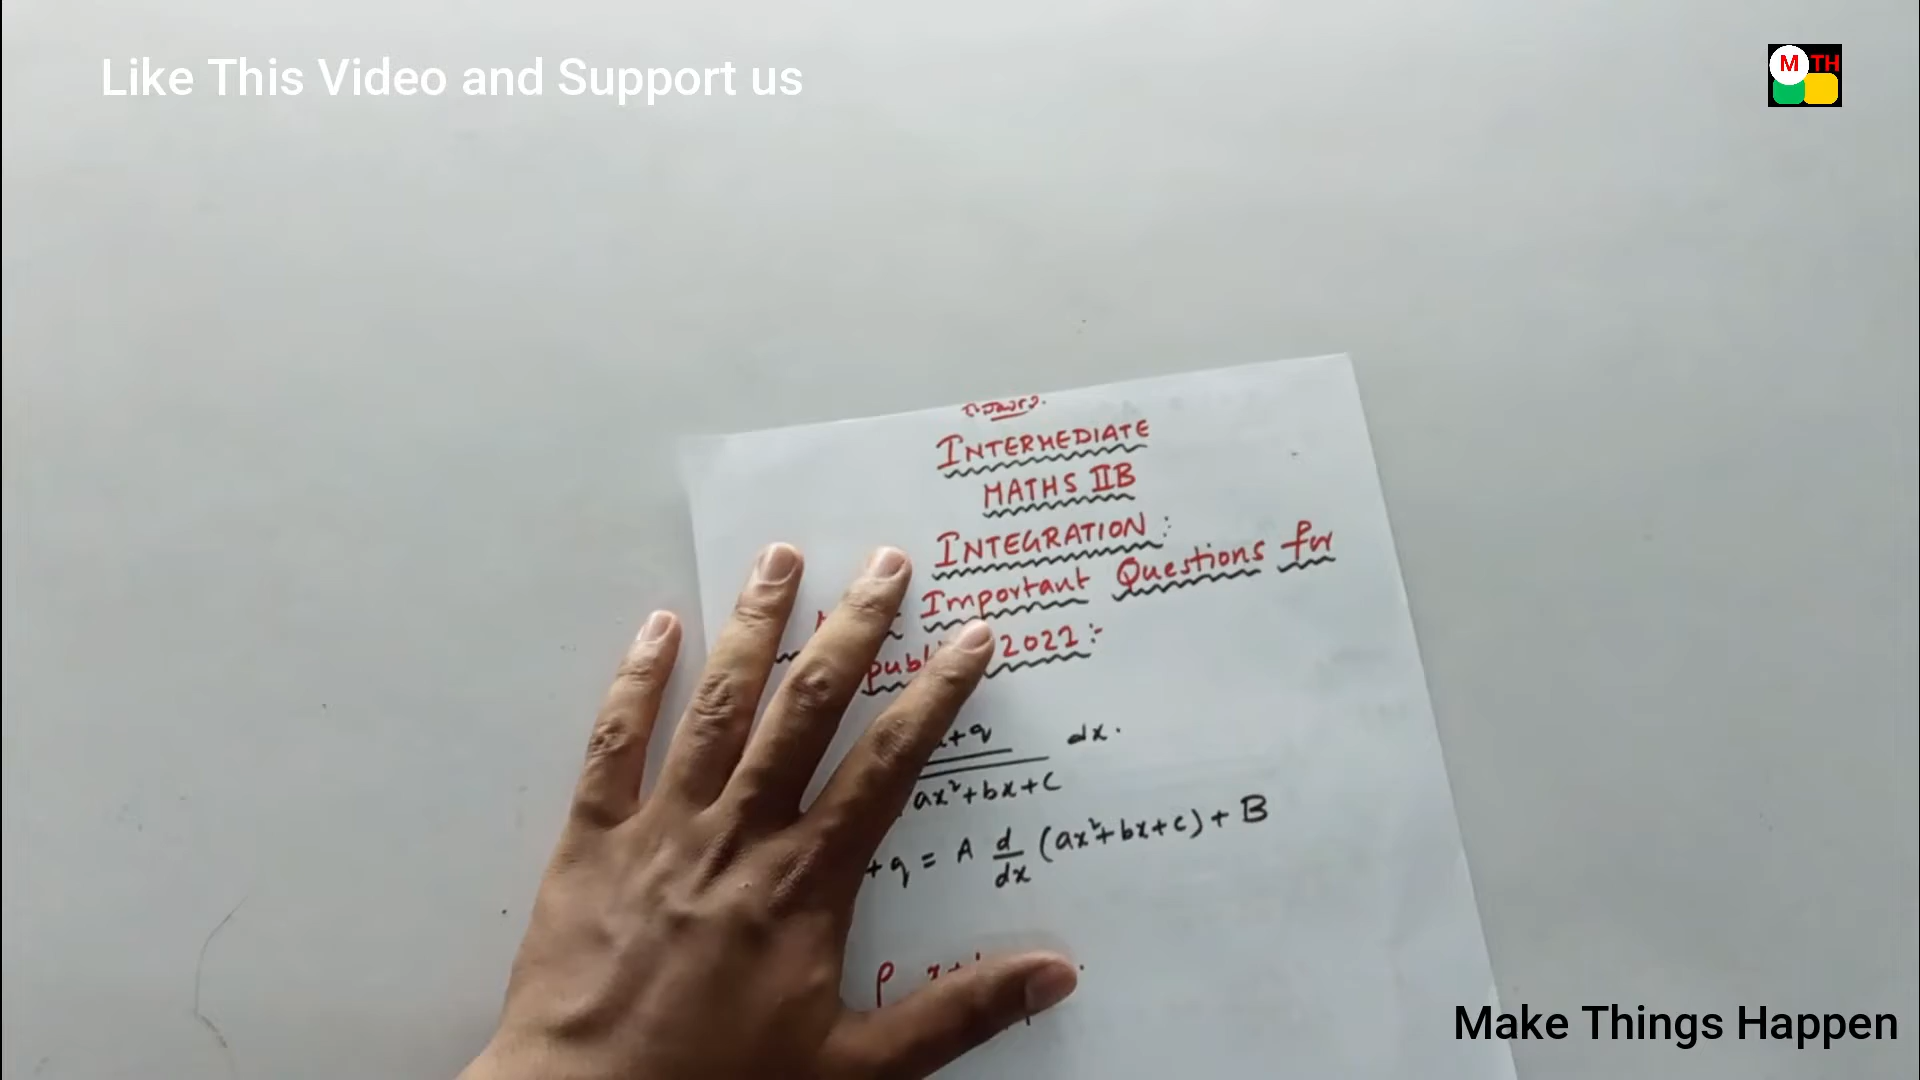 Like This Video and Support us
M TH
INTERMEDIATE
MATHS IIB
INTEGRATION :
Important Questions for
2022 :-
+q dx.
ax²+bx+c
+q = A d/dx (ax²+bx+c) + B
Make Things Happen